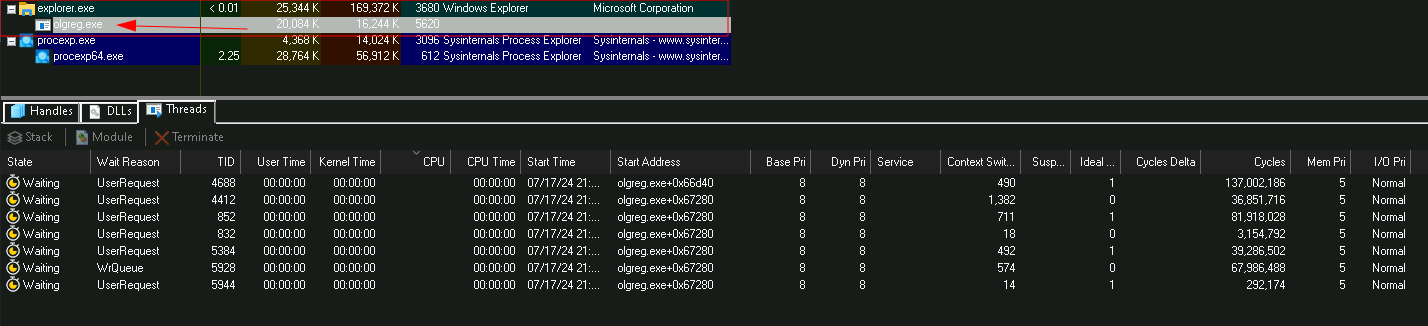 explorer.exe < 0.01 25,344 K 169,372 K 3680 Windows Explorer Microsoft Corporation
olgreg.exe 20,084 K 16,244 K 5620
procexp.exe 4,368 K 14,024 K 3096 Sysinternals Process Explorer Sysinternals - www.sysinter...
procexp64.exe 2.25 28,764 K 56,912 K 612 Sysinternals Process Explorer Sysinternals - www.sysinter...
Handles DLLs Threads
Stack Module Terminate
State Wait Reason TID User Time Kernel Time CPU CPU Time Start Time Start Address Base Pri Dyn Pri Service Context Swit... Susp... Ideal ... Cycles Delta Cycles Mem Pri I/O Pri
Waiting UserRequest 4688 00:00:00 00:00:00 00:00:00 07/17/24 21:... olgreg.exe+0x66d40 8 8 490 1 137,002,186 5 Normal
Waiting UserRequest 4412 00:00:00 00:00:00 00:00:00 07/17/24 21:... olgreg.exe+0x67280 8 8 1,382 0 36,851,716 5 Normal
Waiting UserRequest 852 00:00:00 00:00:00 00:00:00 07/17/24 21:... olgreg.exe+0x67280 8 8 711 1 81,918,028 5 Normal
Waiting UserRequest 832 00:00:00 00:00:00 00:00:00 07/17/24 21:... olgreg.exe+0x67280 8 8 18 0 3,154,792 5 Normal
Waiting UserRequest 5384 00:00:00 00:00:00 00:00:00 07/17/24 21:... olgreg.exe+0x67280 8 8 492 1 39,286,502 5 Normal
Waiting WrQueue 5928 00:00:00 00:00:00 00:00:00 07/17/24 21:... olgreg.exe+0x67280 8 8 574 0 67,986,488 5 Normal
Waiting UserRequest 5944 00:00:00 00:00:00 00:00:00 07/17/24 21:... olgreg.exe+0x67280 8 8 14 1 292,174 5 Normal